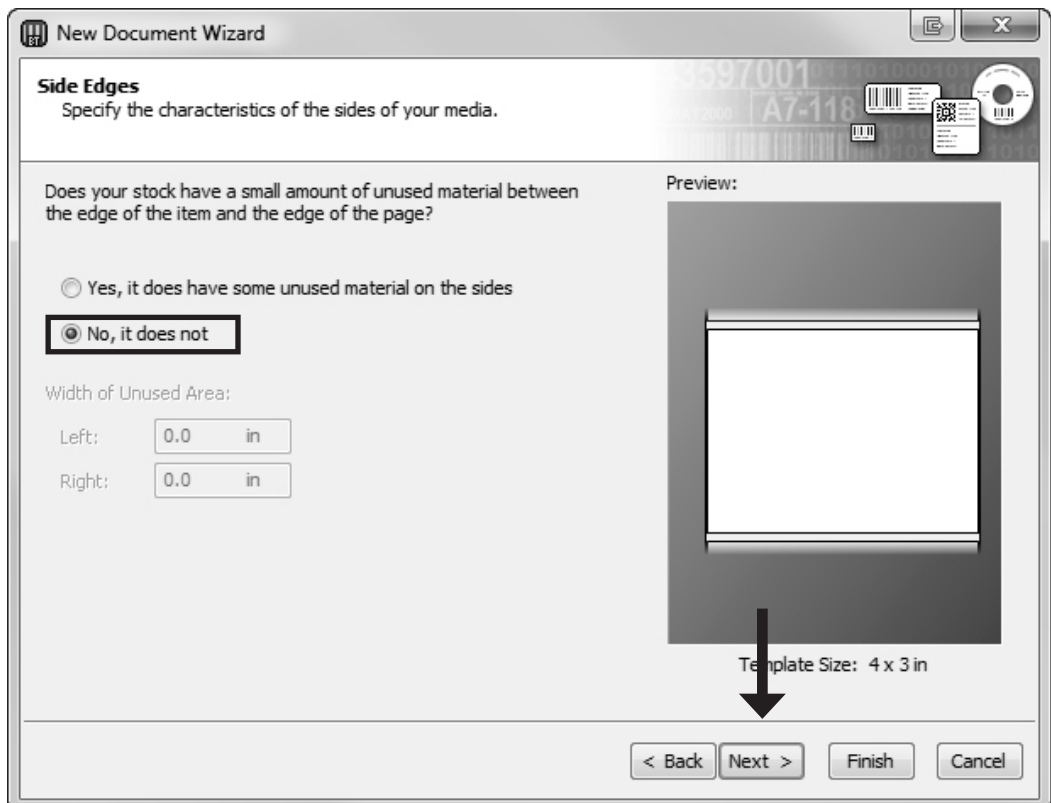 New Document Wizard
Side Edges
Specify the characteristics of the sides of your media.
3597001
A7-118
Does your stock have a small amount of unused material between
the edge of the item and the edge of the page?
Yes, it does have some unused material on the sides
No, it does not
Width of Unused Area:
Left: 0.0 in
Right: 0.0 in
Preview:
Template Size: 4 x 3 in
< Back Next > Finish Cancel